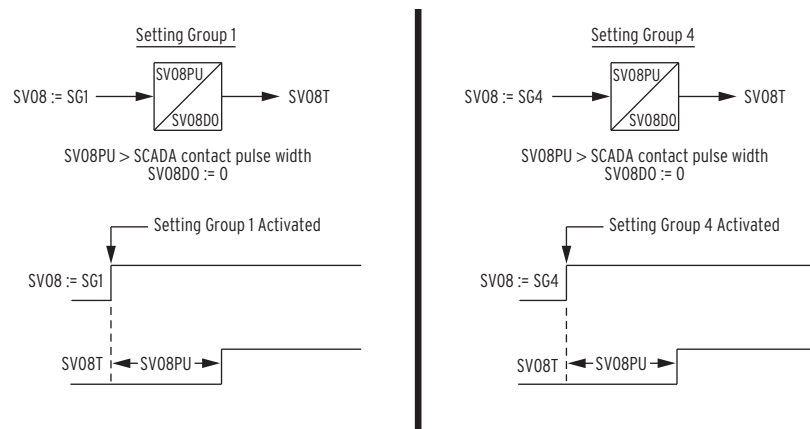 Setting Group 1
SV08PU
SV08 := SG1
SV08T
SV08DO
SV08PU > SCADA contact pulse width
SV08DO := 0
Setting Group 1 Activated
SV08 := SG1
SV08T
SV08PU
Setting Group 4
SV08PU
SV08 := SG4
SV08T
SV08DO
SV08PU > SCADA contact pulse width
SV08DO := 0
Setting Group 4 Activated
SV08 := SG4
SV08T
SV08PU